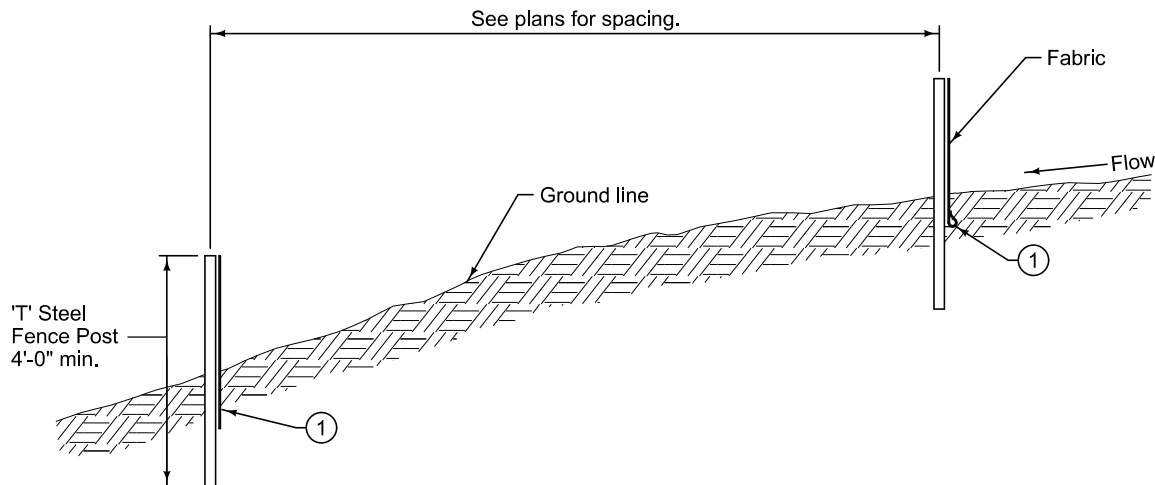 See plans for spacing.
Fabric
Flow
Ground line
1
'T' Steel
Fence Post
4'-0" min.
1